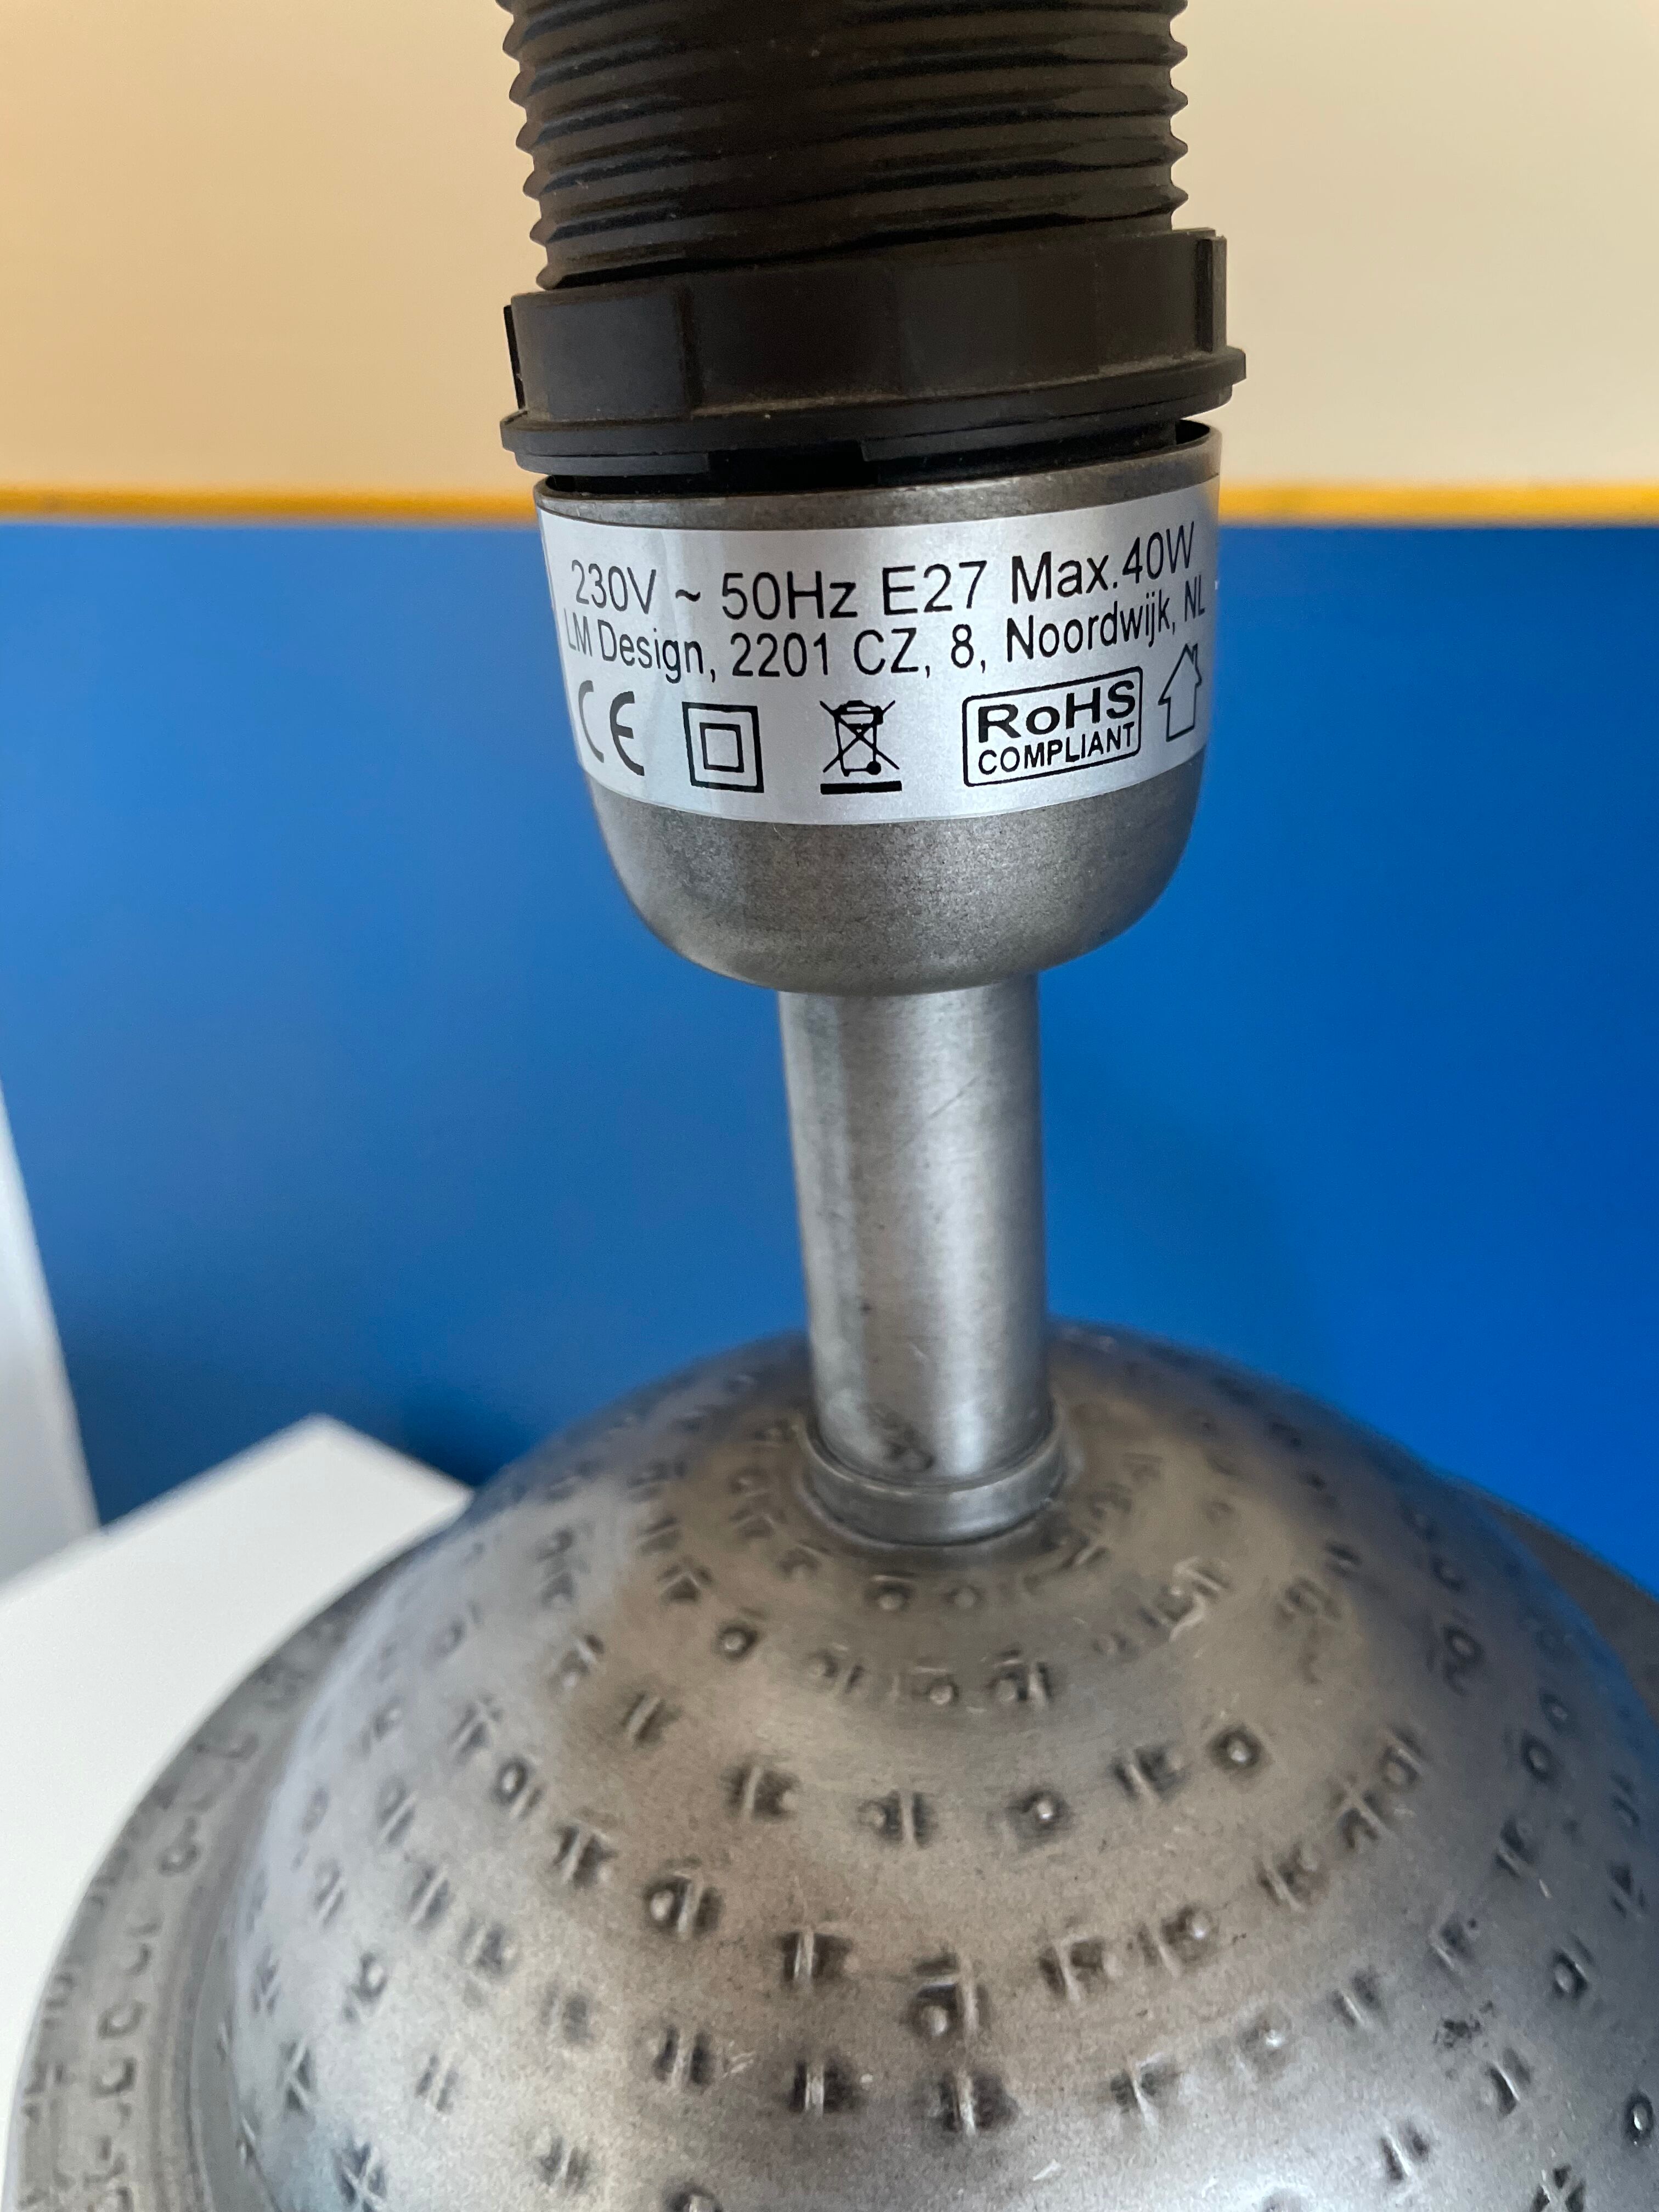 230V ~ 50Hz E27 Max.40W
LM Design, 2201 CZ, 8, Noordwijk, NL
CE
RoHS
COMPLIANT